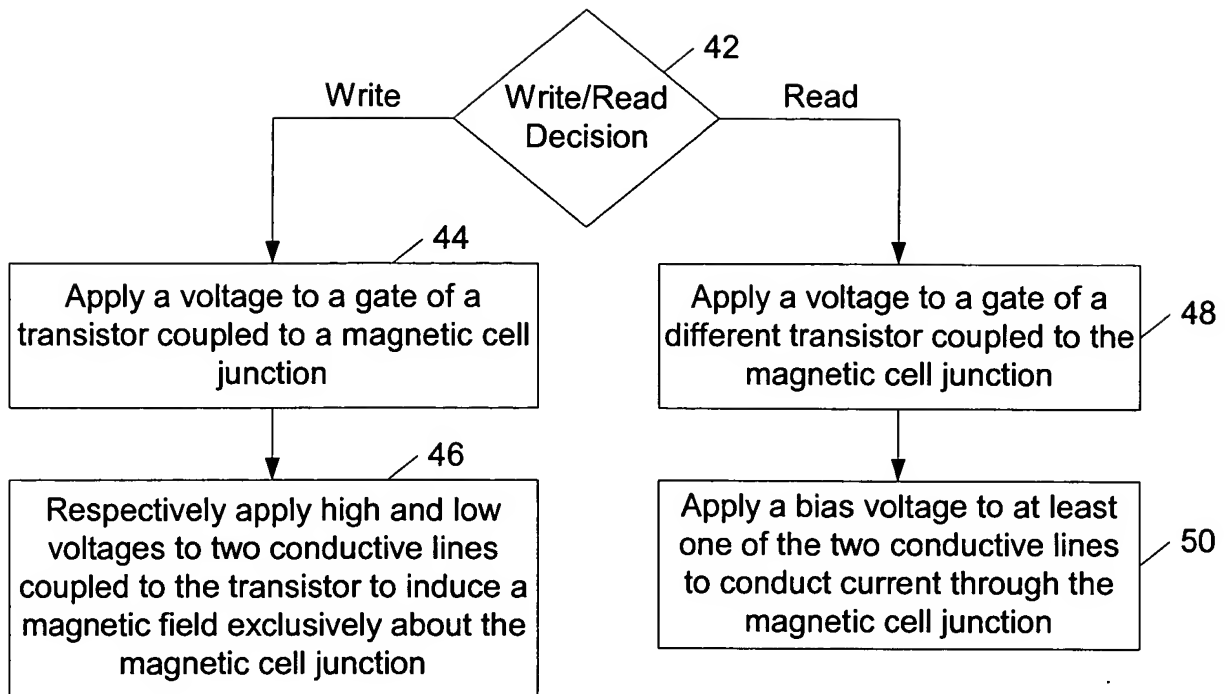 42
Write
Write/Read
Decision
Read
44
Apply a voltage to a gate of a
transistor coupled to a magnetic cell
junction
46
Respectively apply high and low
voltages to two conductive lines
coupled to the transistor to induce a
magnetic field exclusively about the
magnetic cell junction
Apply a voltage to a gate of a
different transistor coupled to the
magnetic cell junction
48
Apply a bias voltage to at least
one of the two conductive lines
to conduct current through the
magnetic cell junction
50